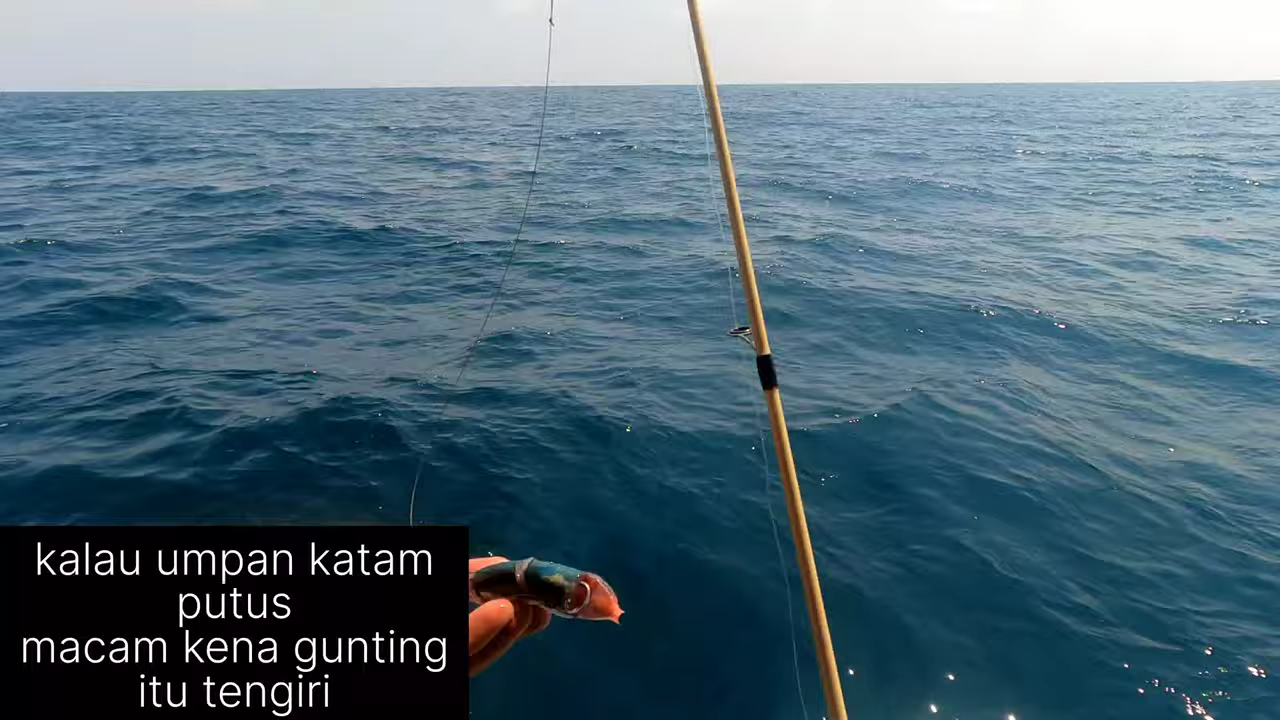 kalau umpan katam
putus
macam kena gunting
itu tengiri